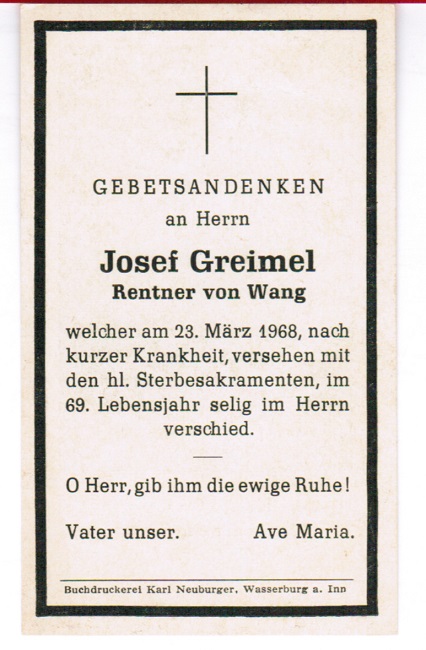 GEBETSANDENKEN
an Herrn
Josef Greimel
Rentner von Wang
welcher am 23. März 1968, nach
kurzer Krankheit, versehen mit
den hl. Sterbesakramenten, im
69. Lebensjahr selig im Herrn
verschied.
O Herr, gib ihm die ewige Ruhe!
Vater unser. Ave Maria.
Buchdruckerei Karl Neuburger, Wasserburg a. Inn